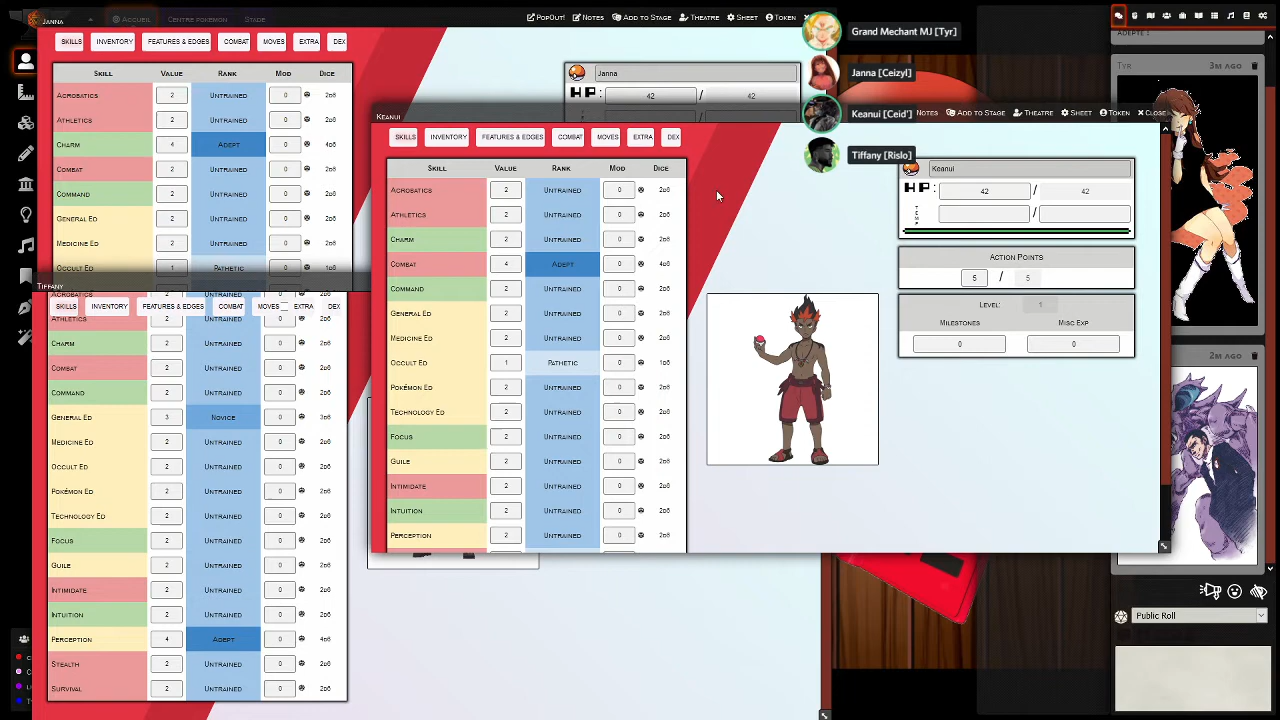 Janna
Accueil
Centre pokémon
Stade
PopOut!
Notes
Add to Stage
Theatre
Sheet
Token
Skills
Inventory
Features & Edges
Combat
Moves
Extra
Dex
Skill Value Rank Mod Dice
Acrobatics 2 Untrained 0 2d6
Athletics 2 Untrained 0 2d6
Charm 4 Adept 0 4d6
Combat 2 Untrained 0 2d6
Command 2 Untrained 0 2d6
General Ed 2 Untrained 0 2d6
Medicine Ed 2 Untrained 0 2d6
Occult Ed 1 Pathetic 0 1d6
Janna
HP: 42 / 42
Grand Mechant MJ [Tyr]
Janna [Ceizyl]
Keanui [Ceid']
Tiffany [Rislo]
Keanui
Notes
Add to Stage
Theatre
Sheet
Token
Close
Skills
Inventory
Features & Edges
Combat
Moves
Extra
Dex
Skill Value Rank Mod Dice
Acrobatics 2 Untrained 0 2d6
Athletics 2 Untrained 0 2d6
Charm 2 Untrained 0 2d6
Combat 4 Adept 0 4d6
Command 2 Untrained 0 2d6
General Ed 2 Untrained 0 2d6
Medicine Ed 2 Untrained 0 2d6
Occult Ed 1 Pathetic 0 1d6
Pokémon Ed 2 Untrained 0 2d6
Technology Ed 2 Untrained 0 2d6
Focus 2 Untrained 0 2d6
Guile 2 Untrained 0 2d6
Intimidate 2 Untrained 0 2d6
Intuition 2 Untrained 0 2d6
Perception 2 Untrained 0 2d6
Keanui
HP: 42 / 42
Temp /
Action Points
5 / 5
Level: 1
Milestones Misc Exp
0 0
Tiffany
Skills
Inventory
Features & Edges
Combat
Moves
Extra
Dex
Acrobatics Untrained 2d6
Athletics 2 Untrained 0 2d6
Charm 2 Untrained 0 2d6
Combat 2 Untrained 0 2d6
Command 2 Untrained 0 2d6
General Ed 3 Novice 0 3d6
Medicine Ed 2 Untrained 0 2d6
Occult Ed 2 Untrained 0 2d6
Pokémon Ed 2 Untrained 0 2d6
Technology Ed 2 Untrained 0 2d6
Focus 2 Untrained 0 2d6
Guile 2 Untrained 0 2d6
Intimidate 2 Untrained 0 2d6
Intuition 2 Untrained 0 2d6
Perception 4 Adept 0 4d6
Stealth 2 Untrained 0 2d6
Survival 2 Untrained 0 2d6
Adepte :
Tyr 3m ago
2m ago
Public Roll